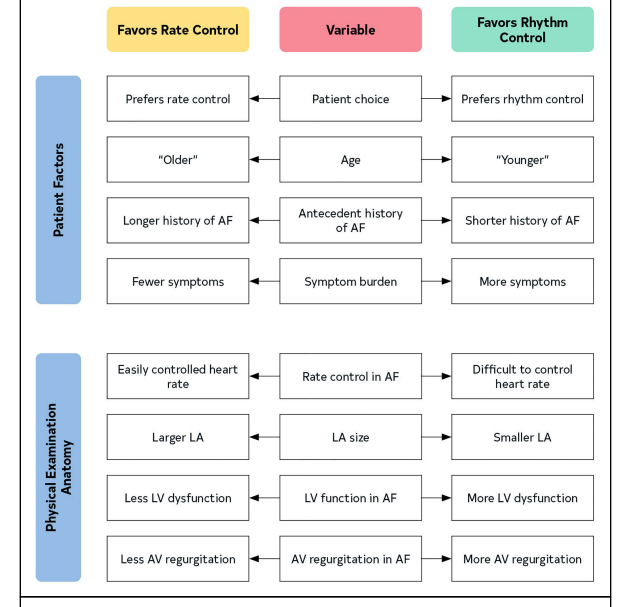 Favors Rate Control
Variable
Favors Rhythm
Control
Patient Factors
Prefers rate control
Patient choice
Prefers rhythm control
“Older”
Age
“Younger”
Longer history of AF
Antecedent history
of AF
Shorter history of AF
Fewer symptoms
Symptom burden
More symptoms
Physical Examination
Anatomy
Easily controlled heart
rate
Rate control in AF
Difficult to control
heart rate
Larger LA
LA size
Smaller LA
Less LV dysfunction
LV function in AF
More LV dysfunction
Less AV regurgitation
AV regurgitation in AF
More AV regurgitation